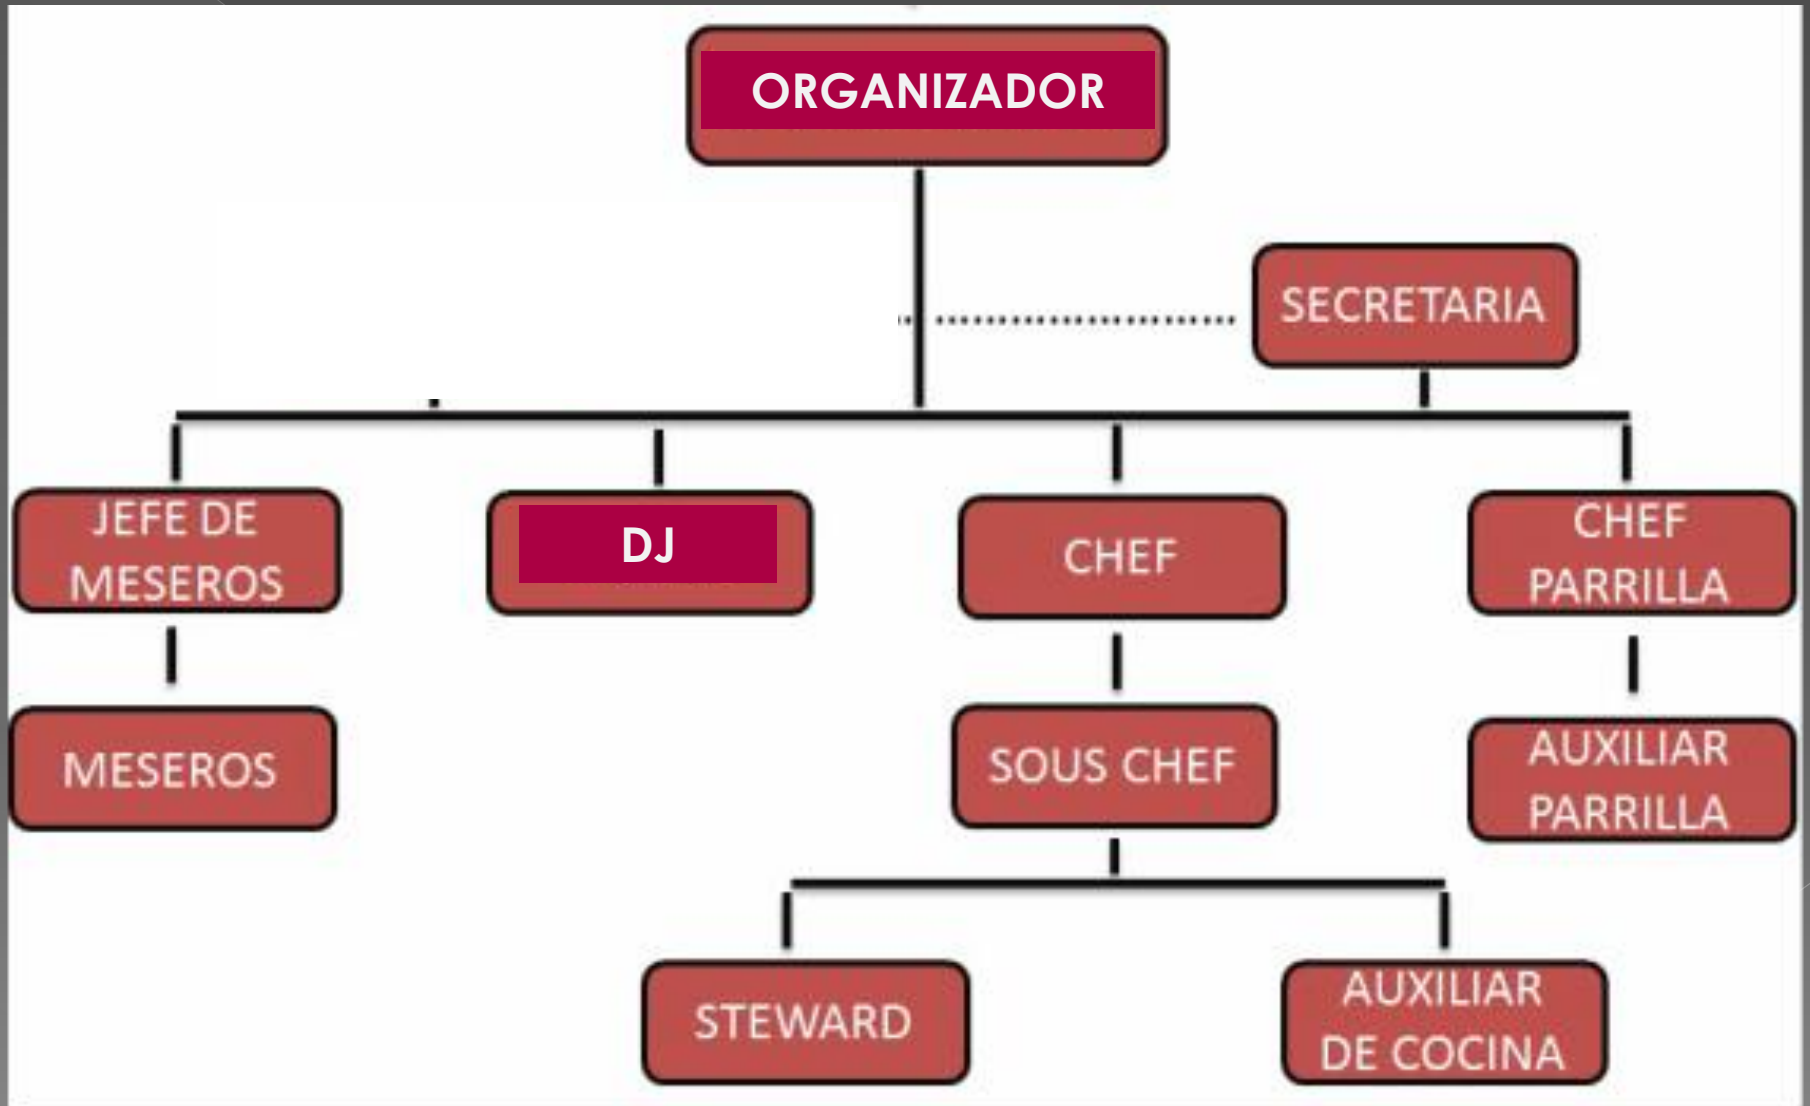 ORGANIZADOR
SECRETARIA
JEFE DE
MESEROS
DJ
CHEF
CHEF
PARRILLA
MESEROS
SOUS CHEF
AUXILIAR
PARRILLA
STEWARD
AUXILIAR
DE COCINA